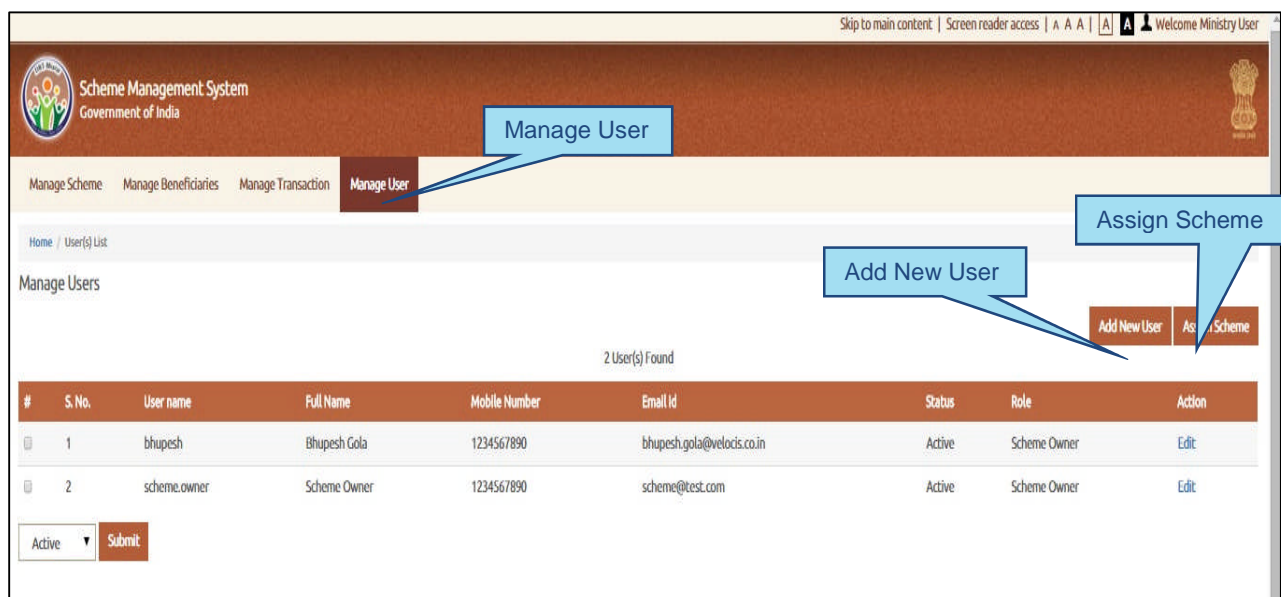 Skip to main content | Screen reader access | A A A | A A Welcome Ministry User
Scheme Management System
Government of India
Manage User
Manage Scheme Manage Beneficiaries Manage Transaction Manage User
Assign Scheme
Home / User(s) List
Add New User
Manage Users
Add New User Scheme
2 User(s) Found
# S. No. User name Full Name Mobile Number Email Id Status Role Action
1 bhupesh Bhupesh Gola 1234567890 bhupesh.gola@velocis.co.in Active Scheme Owner Edit
2 scheme.owner Scheme Owner 1234567890 scheme@test.com Active Scheme Owner Edit
Active Submit